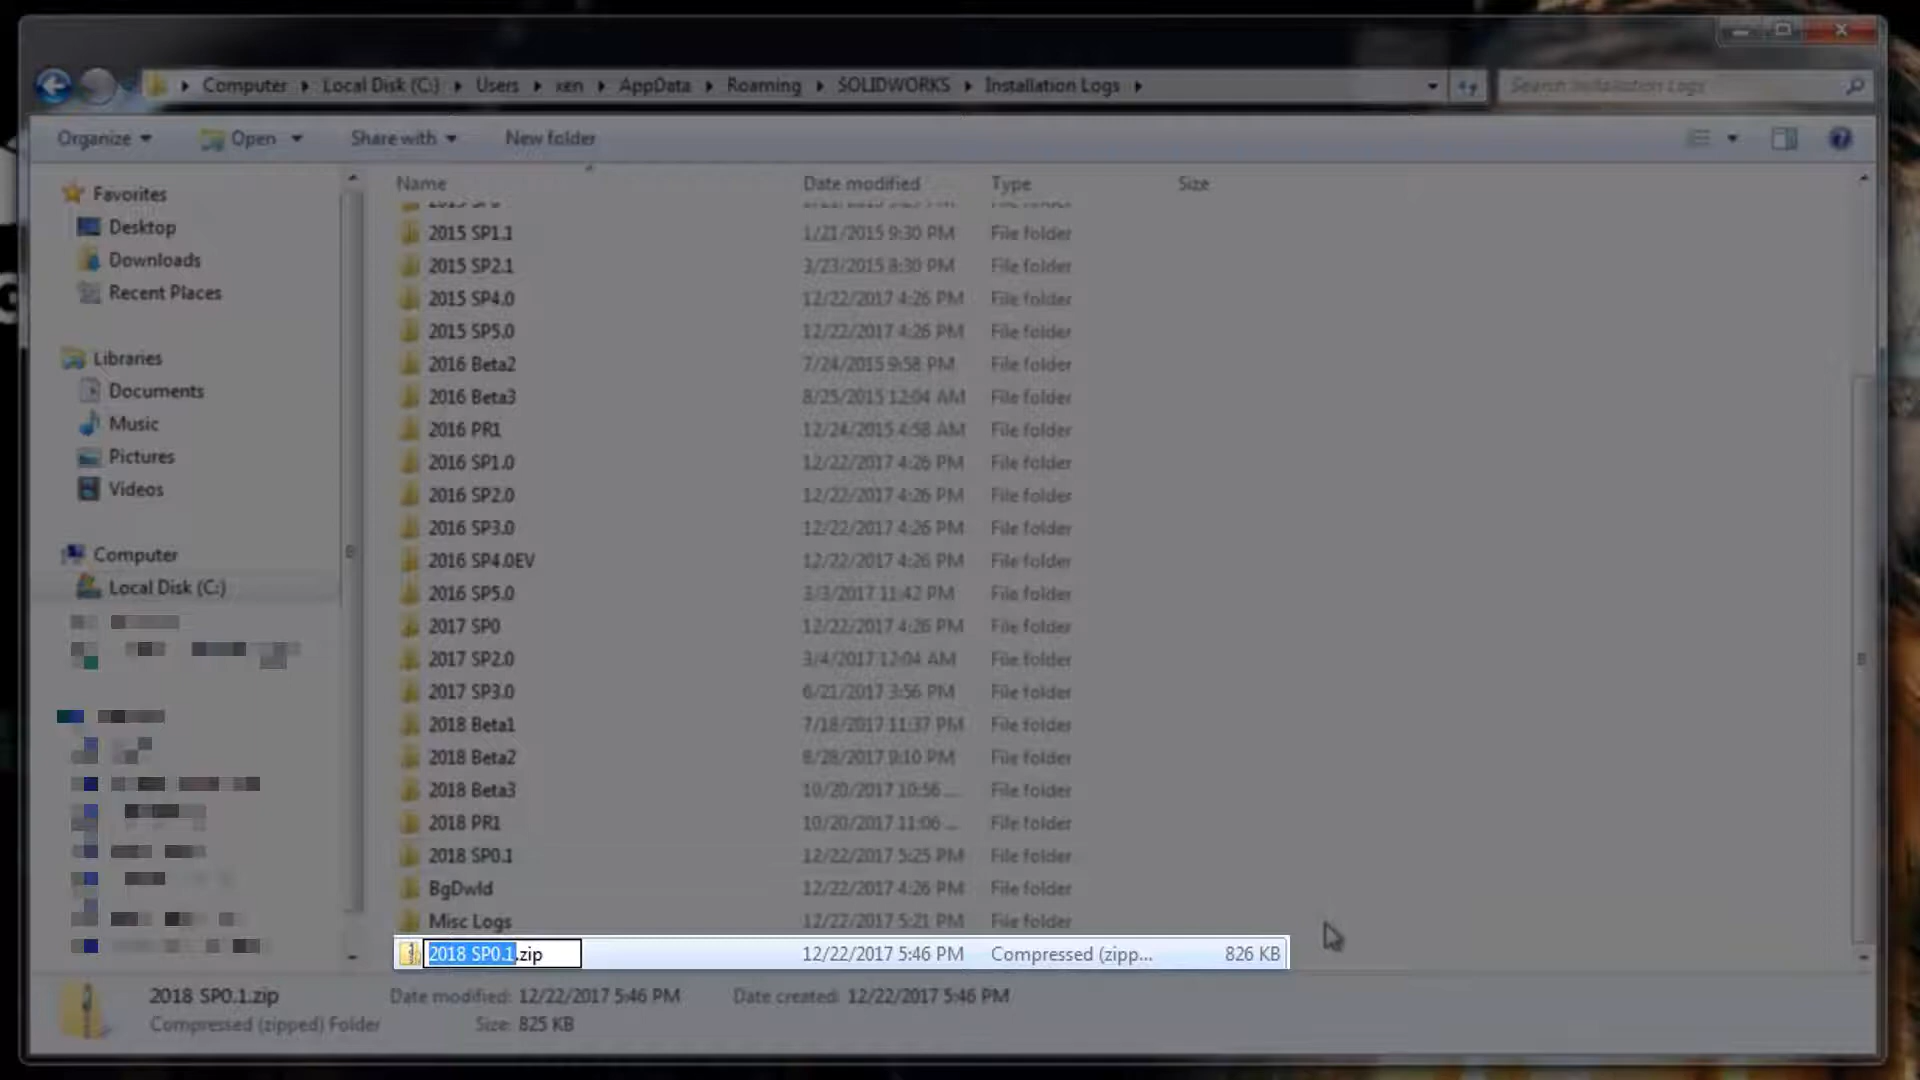 Computer Local Disk (C:) Users xen AppData Roaming SOLIDWORKS Installation Logs Search Installation Logs
Organize Open Share with New folder
Name Date modified Type Size
Favorites
Desktop
Downloads
Recent Places
Libraries
Documents
Music
Pictures
Videos
Computer
Local Disk (C:)
2015 SP1.1 1/21/2015 9:30 PM File folder
2015 SP2.1 3/23/2015 8:30 PM File folder
2015 SP4.0 12/22/2017 4:26 PM File folder
2015 SP5.0 12/22/2017 4:26 PM File folder
2016 Beta2 7/24/2015 9:58 PM File folder
2016 Beta3 8/25/2015 12:04 AM File folder
2016 PR1 12/24/2015 4:58 AM File folder
2016 SP1.0 12/22/2017 4:26 PM File folder
2016 SP2.0 12/22/2017 4:26 PM File folder
2016 SP3.0 12/22/2017 4:26 PM File folder
2016 SP4.0EV 12/22/2017 4:26 PM File folder
2016 SP5.0 3/3/2017 11:42 PM File folder
2017 SP0 12/22/2017 4:26 PM File folder
2017 SP2.0 3/4/2017 12:04 AM File folder
2017 SP3.0 6/21/2017 3:56 PM File folder
2018 Beta1 7/18/2017 11:37 PM File folder
2018 Beta2 8/28/2017 9:10 PM File folder
2018 Beta3 10/20/2017 10:56 ... File folder
2018 PR1 10/20/2017 11:06 ... File folder
2018 SP0.1 12/22/2017 5:25 PM File folder
BgDwld 12/22/2017 4:26 PM File folder
Misc Logs 12/22/2017 5:21 PM File folder
2018 SP0.1.zip 12/22/2017 5:46 PM Compressed (zipp... 826 KB
2018 SP0.1.zip Date modified: 12/22/2017 5:46 PM Date created: 12/22/2017 5:46 PM
Compressed (zipped) Folder Size: 825 KB